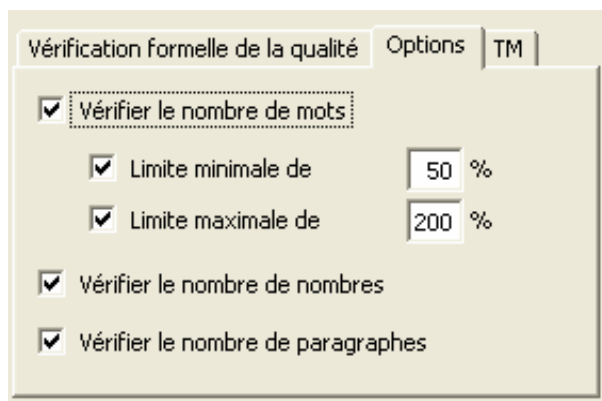 Vérification formelle de la qualité Options TM
Vérifier le nombre de mots
Limite minimale de 50 %
Limite maximale de 200 %
Vérifier le nombre de nombres
Vérifier le nombre de paragraphes